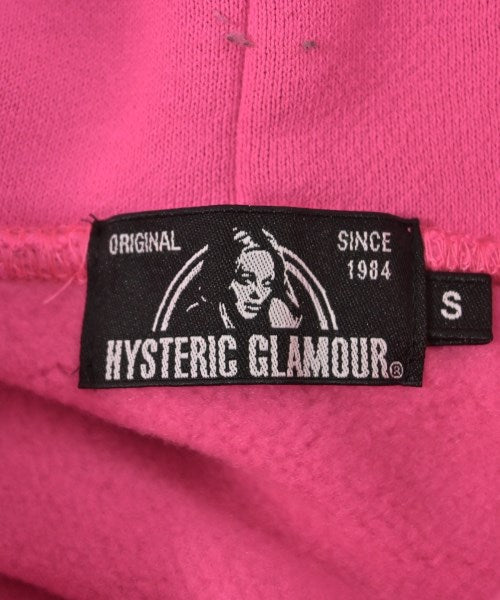 ORIGINAL SINCE
1984
HYSTERIC GLAMOUR®
S